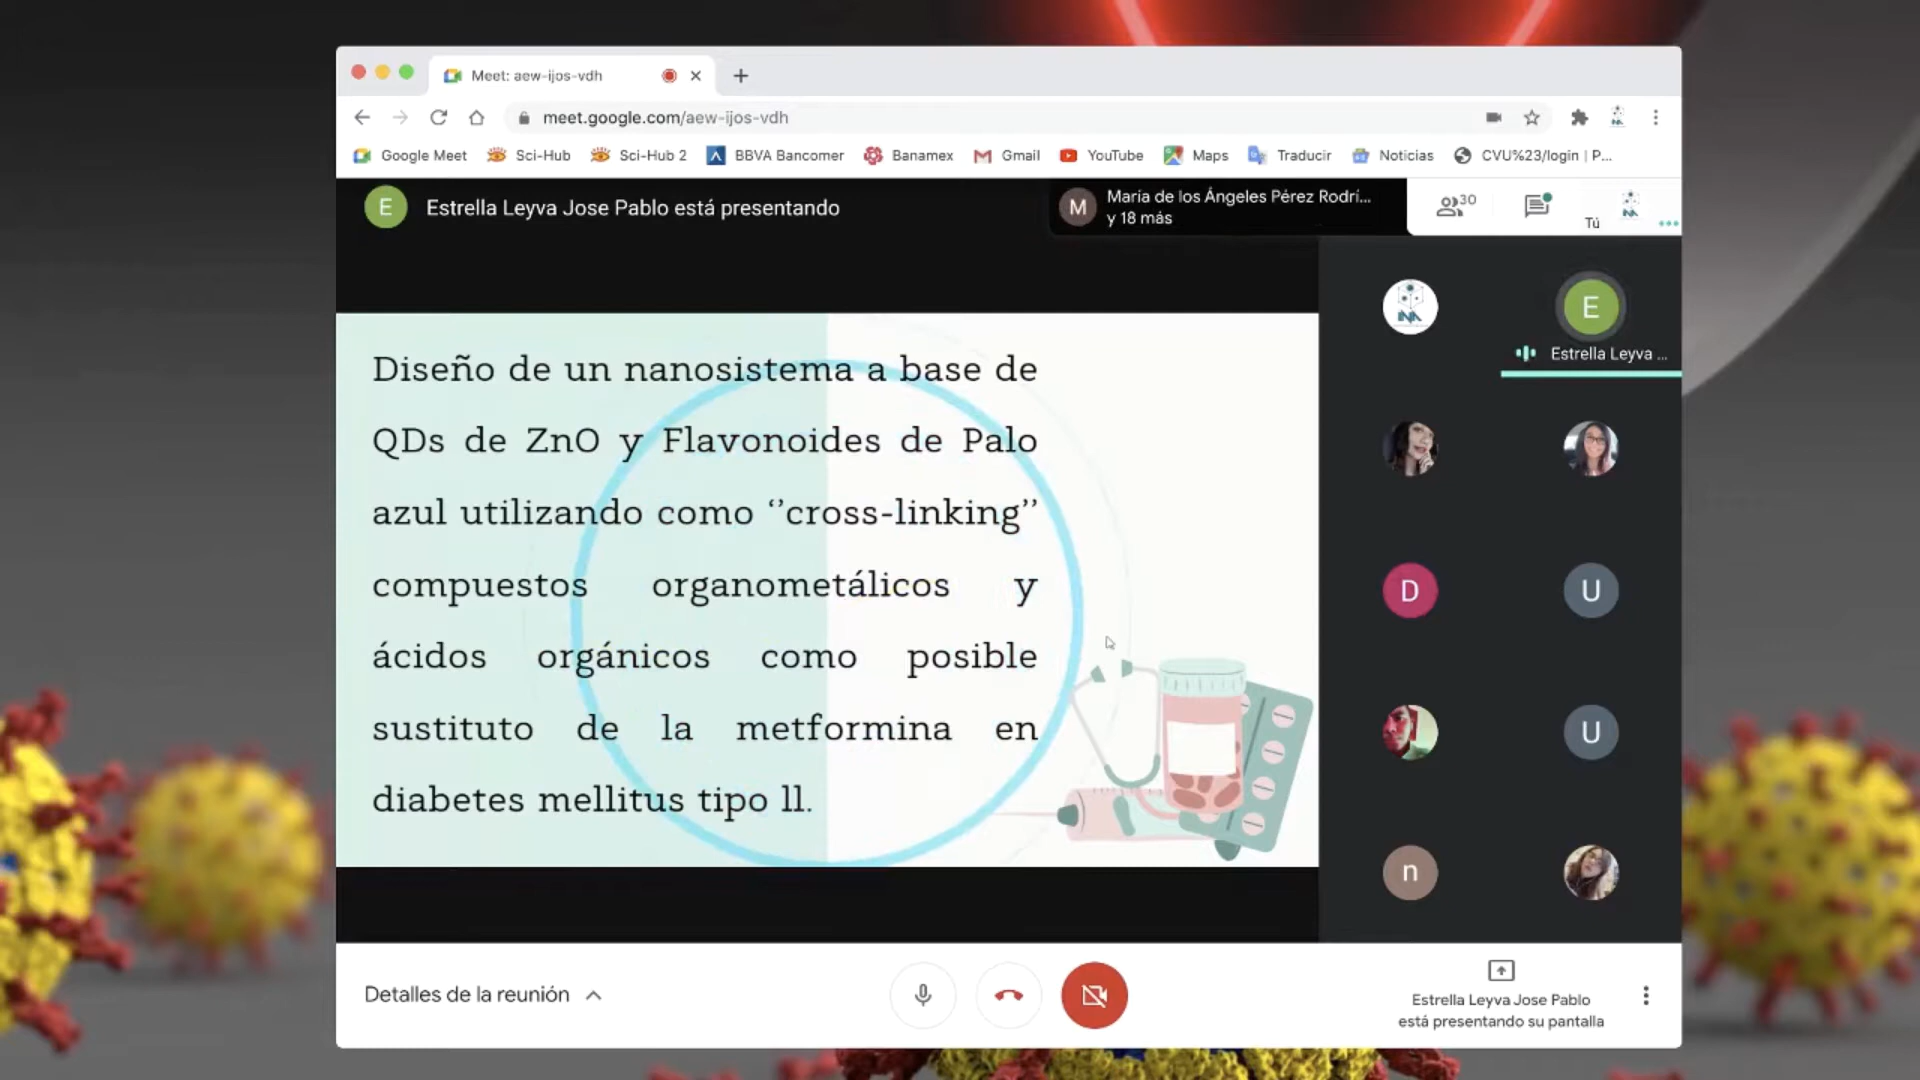 Meet: aew-ijos-vdh
meet.google.com/aew-ijos-vdh
Google Meet Sci-Hub Sci-Hub 2 BBVA Bancomer Banamex Gmail YouTube Maps Traducir Noticias CVU%23/login | P...
E Estrella Leyva Jose Pablo está presentando
M María de los Ángeles Pérez Rodrí...
y 18 más
30
Tú
INA
E
Estrella Leyva ...
Diseño de un nanosistema a base de
QDs de ZnO y Flavonoides de Palo
azul utilizando como ‘’cross-linking’’
compuestos organometálicos y
ácidos orgánicos como posible
sustituto de la metformina en
diabetes mellitus tipo ll.
D U
U
n
Detalles de la reunión
Estrella Leyva Jose Pablo
está presentando su pantalla